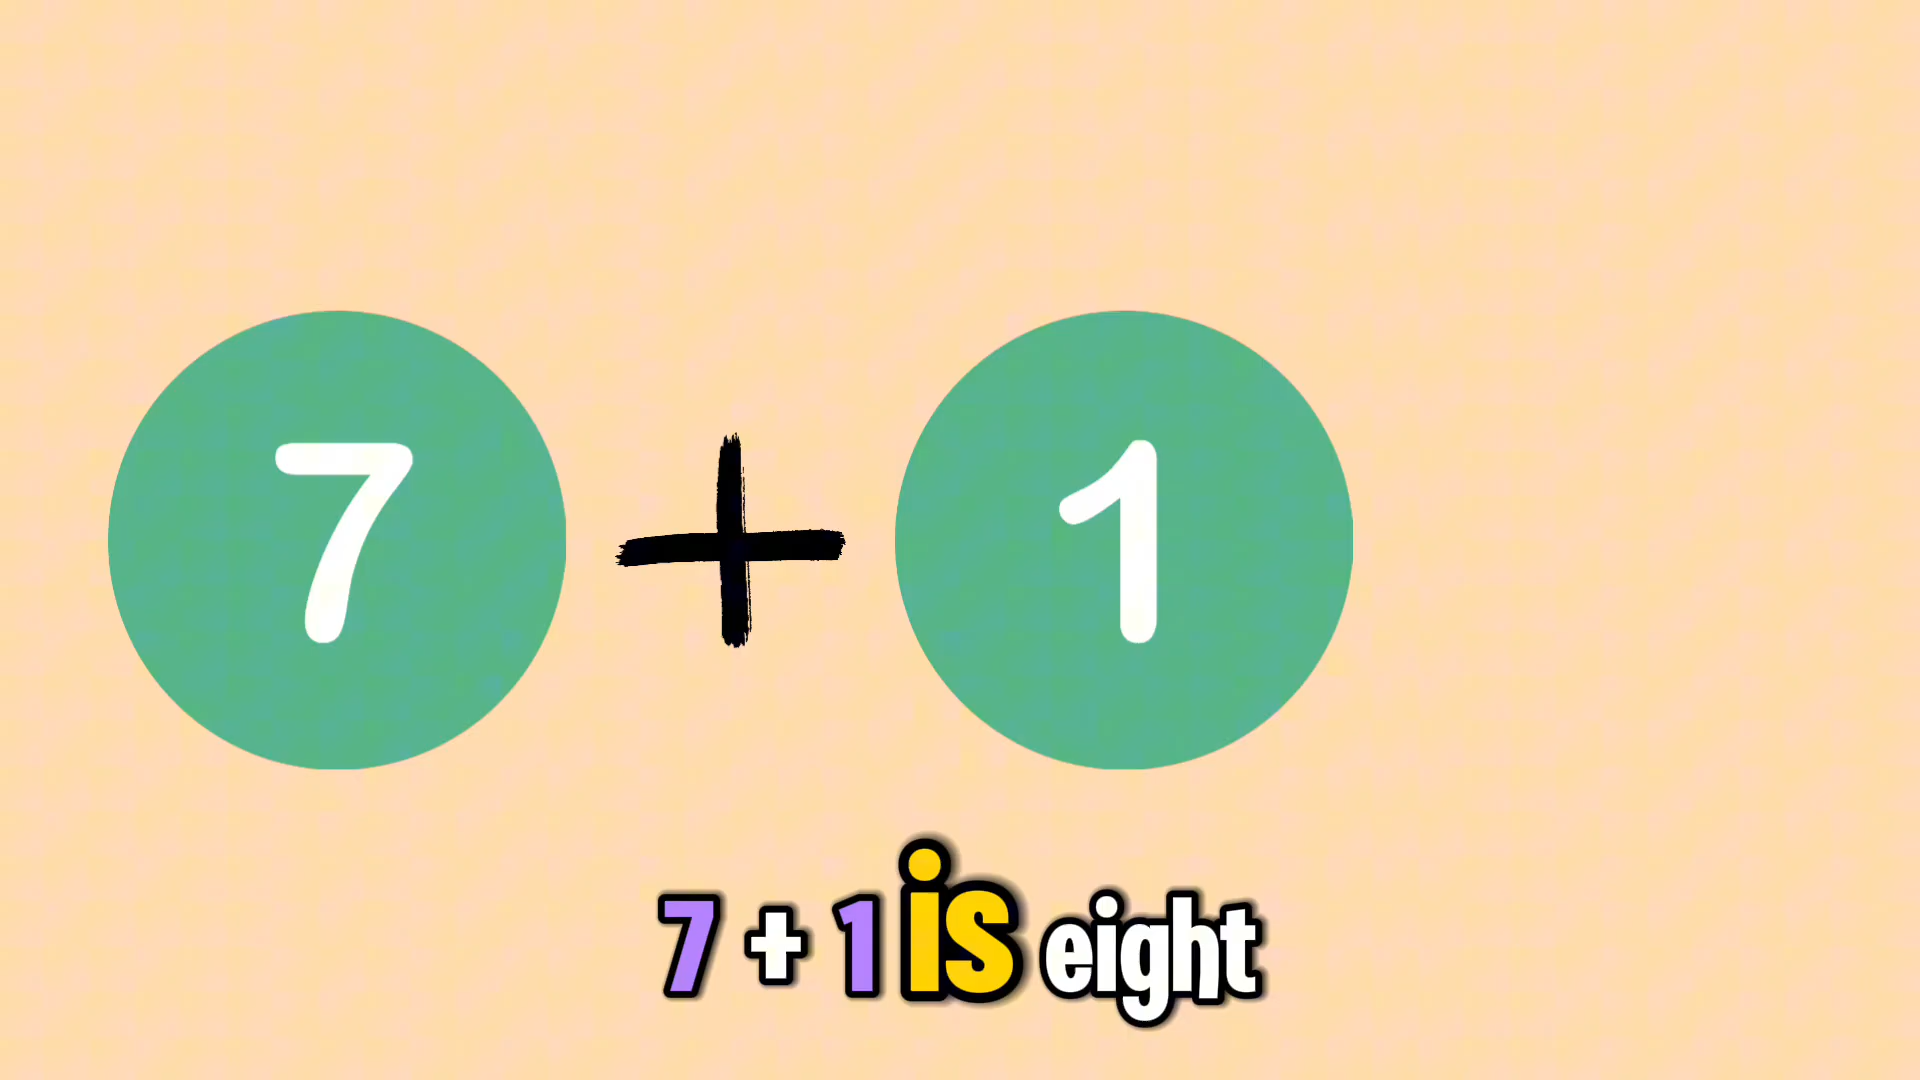 7 + 1
7 + 1 is eight